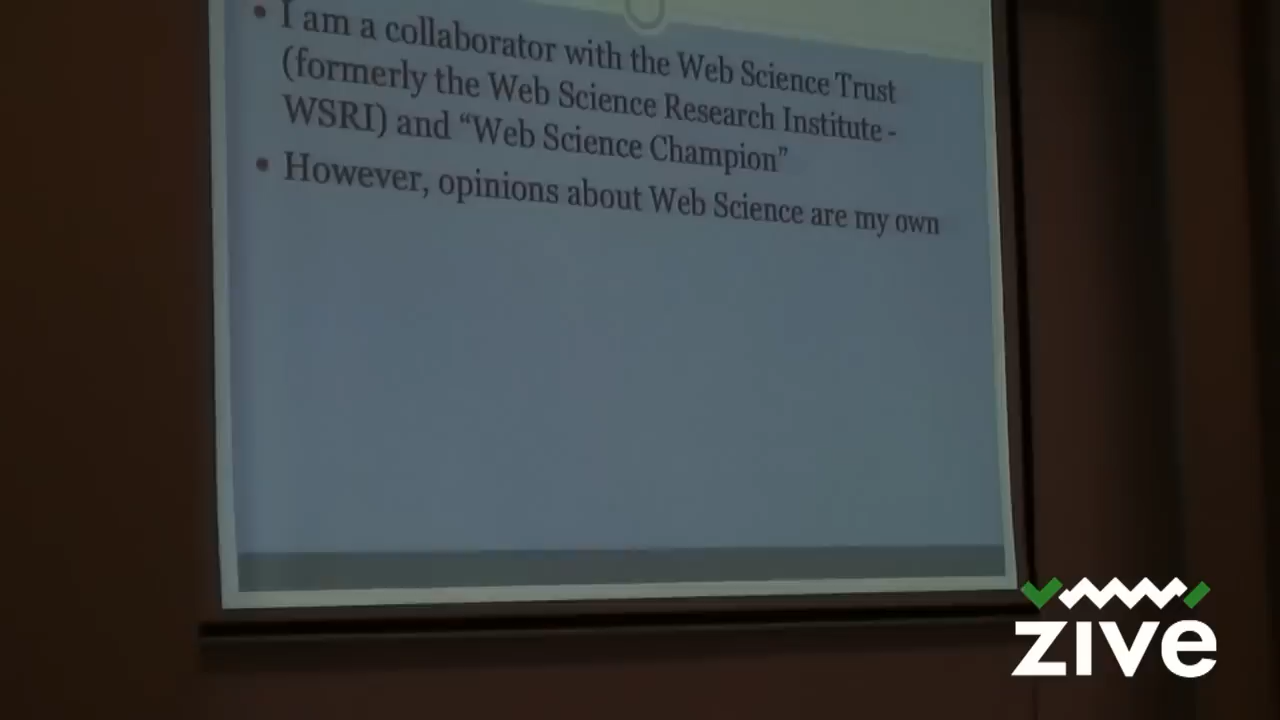 • I am a collaborator with the Web Science Trust
(formerly the Web Science Research Institute -
WSRI) and “Web Science Champion”
• However, opinions about Web Science are my own
zive